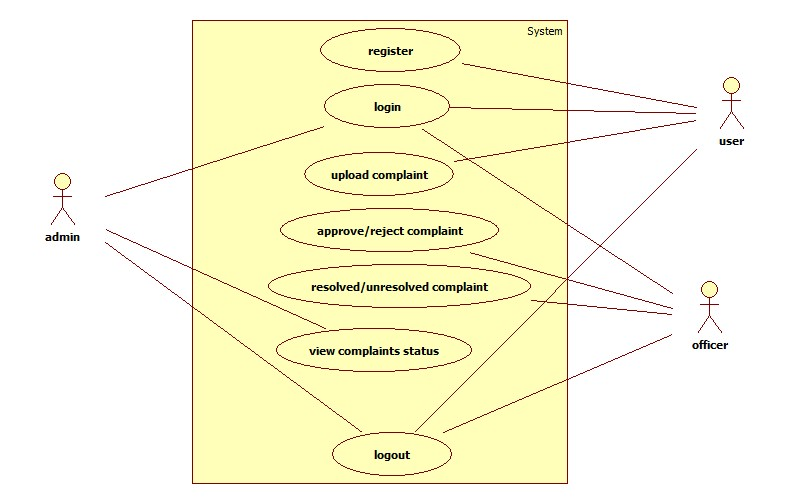 System
register
login
user
upload complaint
admin
approve/reject complaint
resolved/unresolved complaint
officer
view complaints status
logout